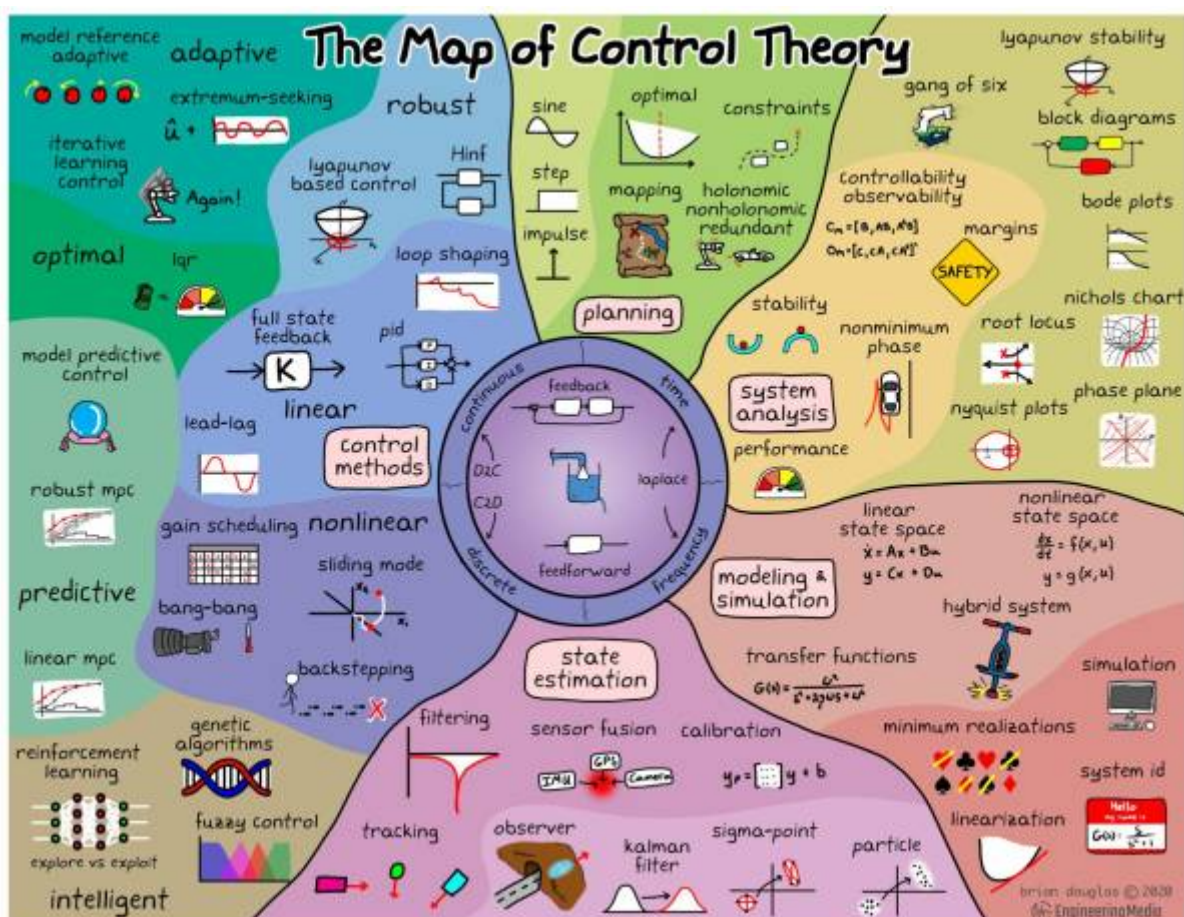 The Map of Control Theory
model reference
adaptive
adaptive
extremum-seeking
û +
iterative
learning
control
Again!
robust
lyapunov
based control
Hinf
optimal
lqr
loop shaping
full state
feedback
K
pid
linear
lead-lag
control
methods
model predictive
control
robust mpc
predictive
linear mpc
gain scheduling
nonlinear
sliding mode
bang-bang
backstepping
X
reinforcement
learning
explore vs exploit
genetic
algorithms
fuzzy control
intelligent
sine
step
impulse
optimal
constraints
mapping
holonomic
nonholonomic
redundant
planning
continuous
time
discrete
frequency
feedback
D2C
C2D
laplace
feedforward
lyapunov stability
gang of six
block diagrams
controllability
observability
bode plots
margins
SAFETY
stability
nonminimum
phase
root locus
nichols chart
system
analysis
nyquist plots
phase plane
performance
linear
state space
ẋ = Ax + Bu
y = Cx + Du
nonlinear
state space
dx/dt = f(x, u)
y = g(x, u)
modeling &
simulation
hybrid system
transfer functions
simulation
minimum realizations
system id
Hello
linearization
state
estimation
filtering
sensor fusion
IMU
GPS
Camera
calibration
tracking
observer
kalman
filter
sigma-point
particle
brian douglas © 2020
EngineeringMedia